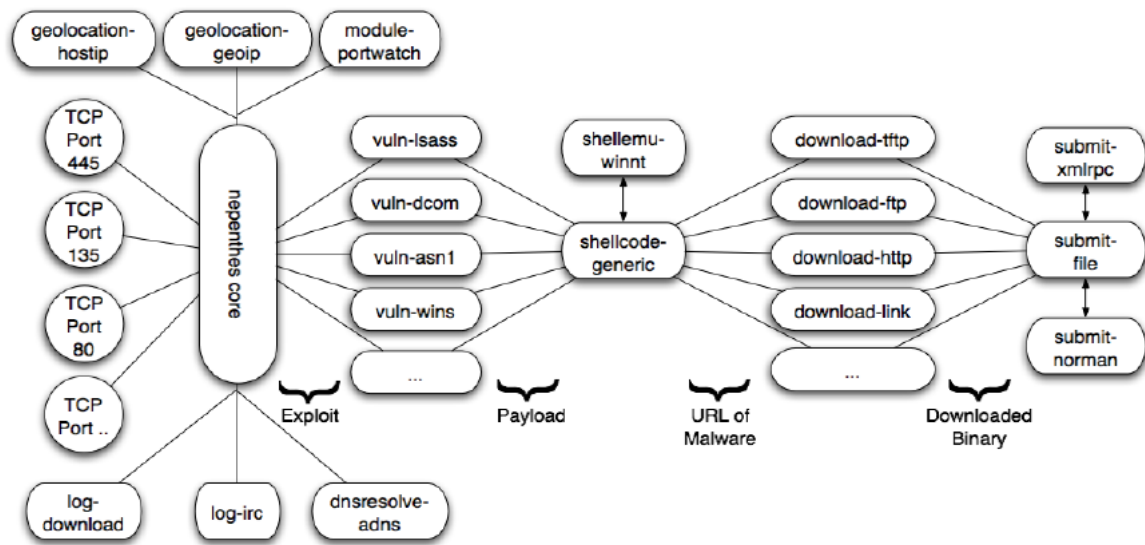 geolocation-
hostip
geolocation-
geoip
module-
portwatch
TCP
Port
445
TCP
Port
135
TCP
Port
80
TCP
Port ..
nepenthes core
vuln-lsass
vuln-dcom
vuln-asn1
vuln-wins
...
shellemu-
winnt
shellcode-
generic
download-tftp
download-ftp
download-http
download-link
...
submit-
xmlrpc
submit-
file
submit-
norman
Exploit
Payload
URL of
Malware
Downloaded
Binary
log-
download
log-irc
dnsresolve-
adns